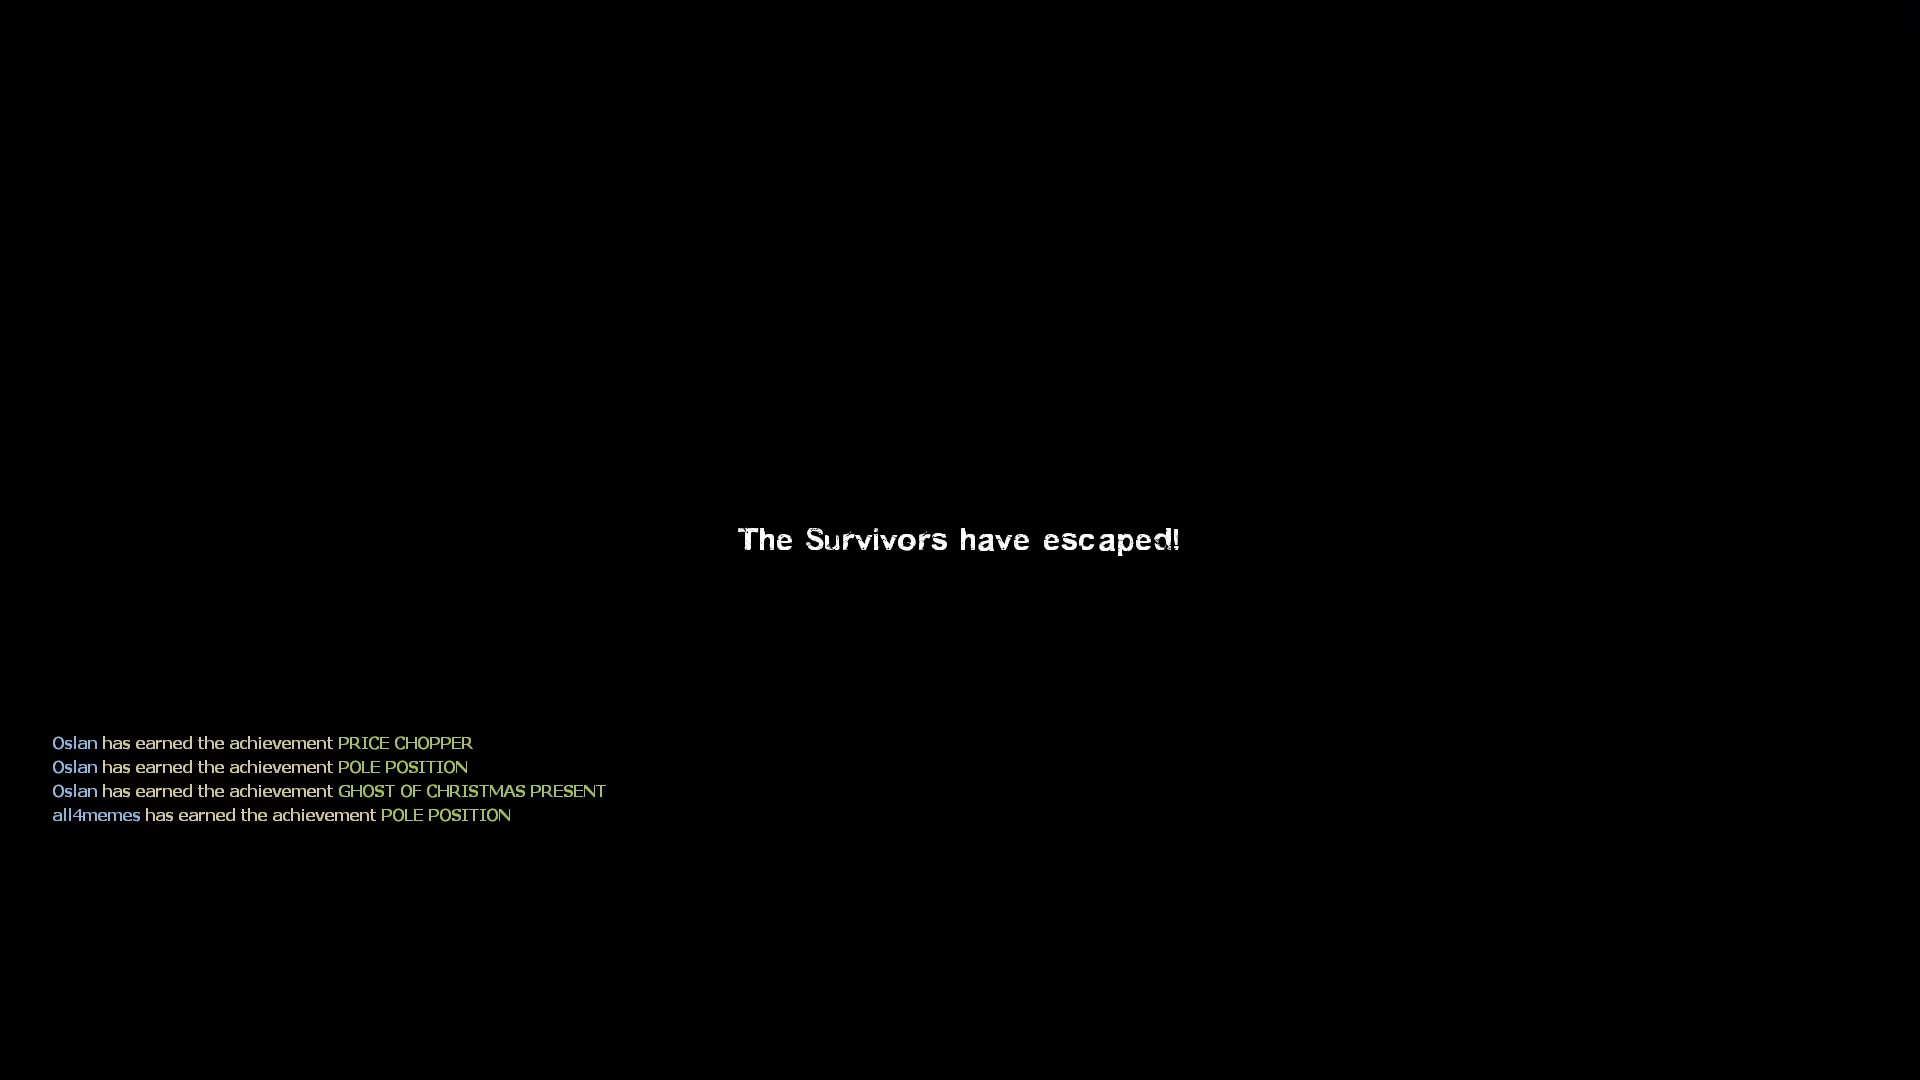 The Survivors have escaped!
Oslan has earned the achievement PRICE CHOPPER
Oslan has earned the achievement POLE POSITION
Oslan has earned the achievement GHOST OF CHRISTMAS PRESENT
all4memes has earned the achievement POLE POSITION